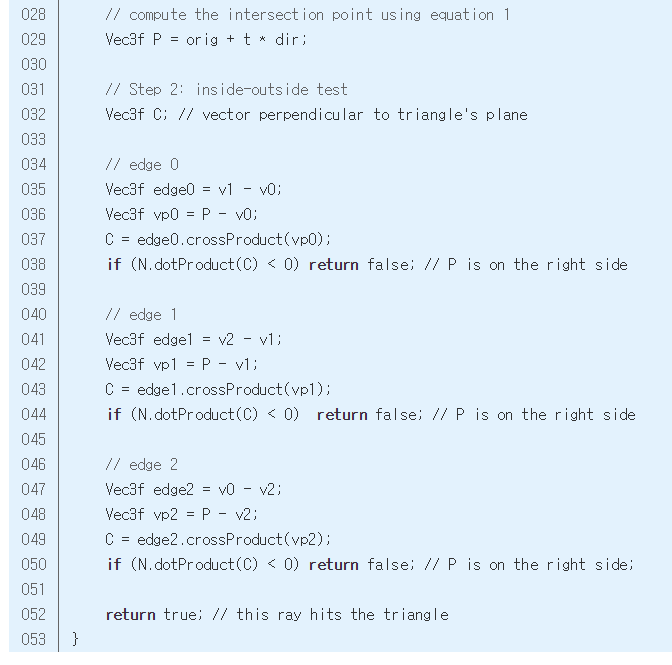 028 // compute the intersection point using equation 1
029 Vec3f P = orig + t * dir;
030
031 // Step 2: inside-outside test
032 Vec3f C; // vector perpendicular to triangle's plane
033
034 // edge 0
035 Vec3f edge0 = v1 - v0;
036 Vec3f vp0 = P - v0;
037 C = edge0.crossProduct(vp0);
038 if (N.dotProduct(C) < 0) return false; // P is on the right side
039
040 // edge 1
041 Vec3f edge1 = v2 - v1;
042 Vec3f vp1 = P - v1;
043 C = edge1.crossProduct(vp1);
044 if (N.dotProduct(C) < 0)  return false; // P is on the right side
045
046 // edge 2
047 Vec3f edge2 = v0 - v2;
048 Vec3f vp2 = P - v2;
049 C = edge2.crossProduct(vp2);
050 if (N.dotProduct(C) < 0) return false; // P is on the right side;
051
052 return true; // this ray hits the triangle
053 }